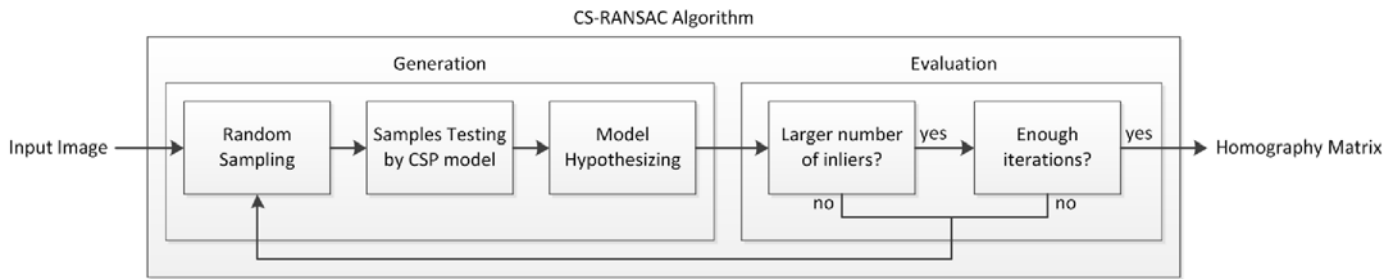 CS-RANSAC Algorithm
Generation
Evaluation
Input Image
Random
Sampling
Samples Testing
by CSP model
Model
Hypothesizing
Larger number
of inliers?
yes
Enough
iterations?
yes
Homography Matrix
no
no